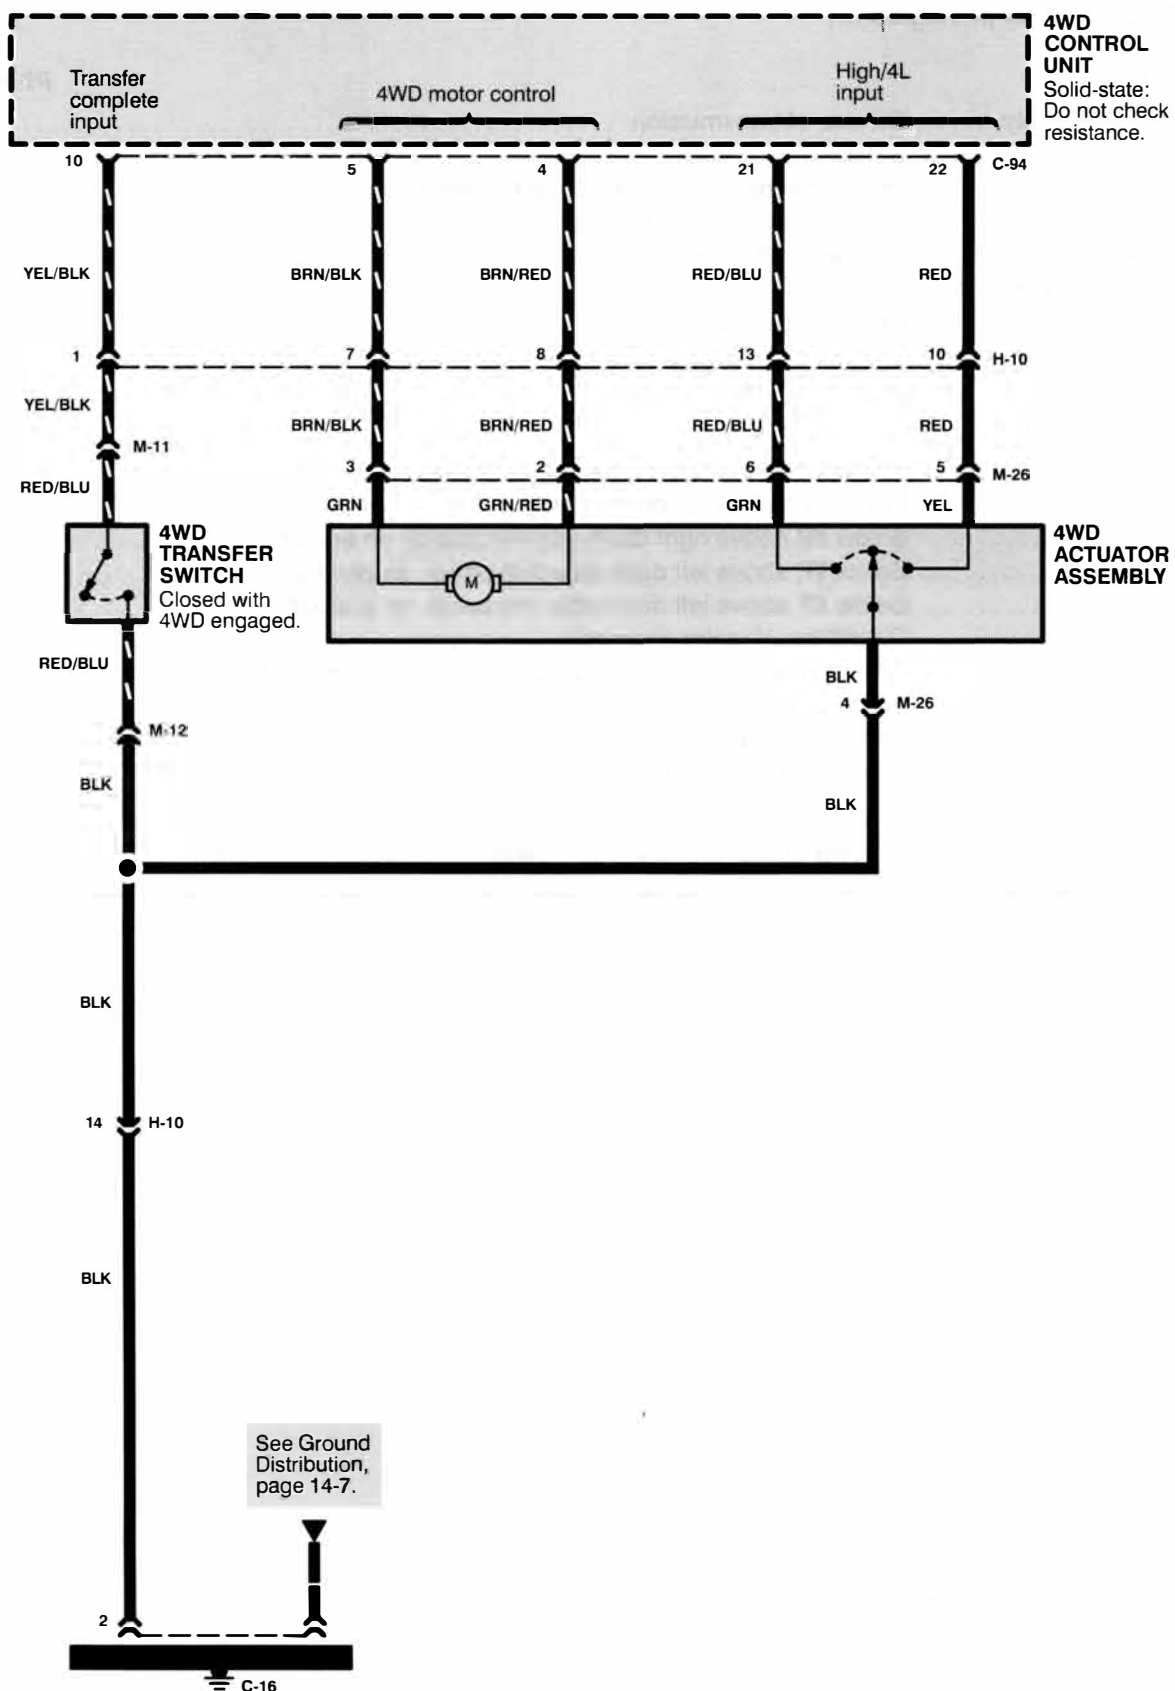 4WD
CONTROL
UNIT
Solid-state:
Do not check
resistance.
Transfer
complete
input
4WD motor control
High/4L
input
10
5
4
21
22
C-94
YEL/BLK
BRN/BLK
BRN/RED
RED/BLU
RED
1
7
8
13
10
H-10
YEL/BLK
BRN/BLK
BRN/RED
RED/BLU
RED
M-11
3
2
6
5
M-26
RED/BLU
GRN
GRN/RED
GRN
YEL
4WD
TRANSFER
SWITCH
Closed with
4WD engaged.
M
4WD
ACTUATOR
ASSEMBLY
RED/BLU
BLK
4
M-26
M-12
BLK
BLK
BLK
14
H-10
BLK
See Ground
Distribution,
page 14-7.
2
C-16